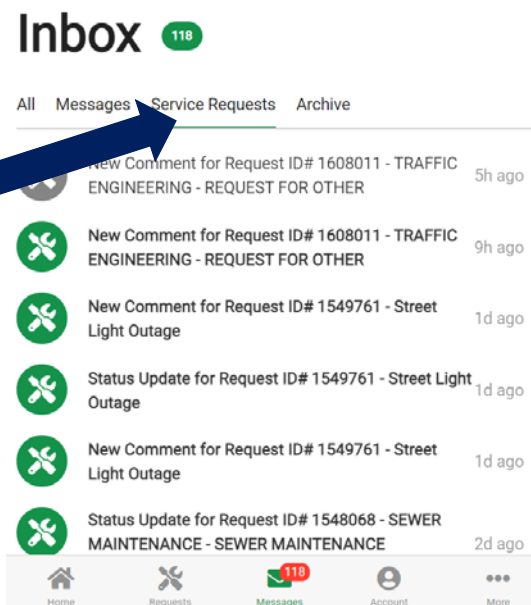 Inbox 118
All Messages Service Requests Archive
New Comment for Request ID# 1608011 - TRAFFIC
ENGINEERING - REQUEST FOR OTHER
5h ago
New Comment for Request ID# 1608011 - TRAFFIC
ENGINEERING - REQUEST FOR OTHER
9h ago
New Comment for Request ID# 1549761 - Street
Light Outage
1d ago
Status Update for Request ID# 1549761 - Street Light
Outage
1d ago
New Comment for Request ID# 1549761 - Street
Light Outage
1d ago
Status Update for Request ID# 1548068 - SEWER
MAINTENANCE - SEWER MAINTENANCE
2d ago
118
Home Requests Messages Account More